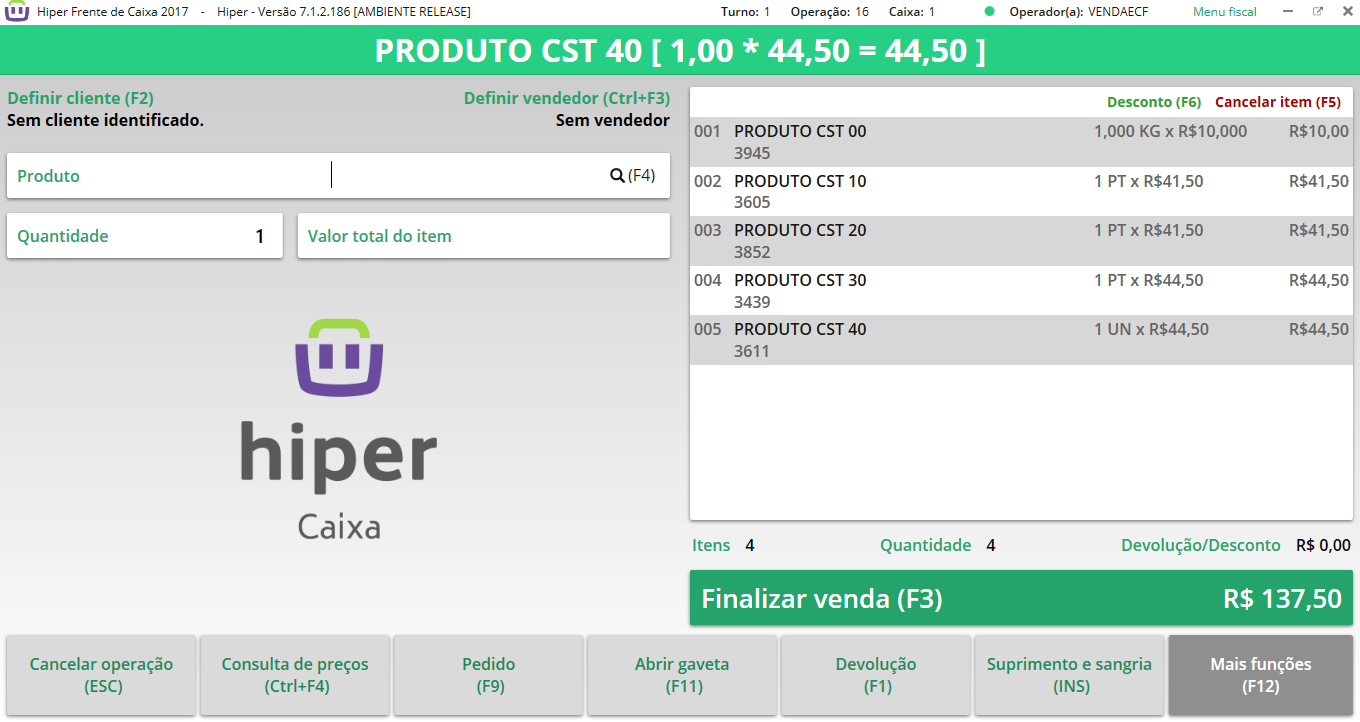 Hiper Frente de Caixa 2017 - Hiper - Versão 7.1.2.186 [AMBIENTE RELEASE] Turno: 1 Operação: 16 Caixa: 1 Operador(a): VENDAECF Menu fiscal
PRODUTO CST 40 [ 1,00 * 44,50 = 44,50 ]
Definir cliente (F2) Definir vendedor (Ctrl+F3)
Sem cliente identificado. Sem vendedor
Produto (F4)
Quantidade 1 Valor total do item
hiper
Caixa
Desconto (F6) Cancelar item (F5)
001 PRODUTO CST 00 1,000 KG x R$10,000 R$10,00
3945
002 PRODUTO CST 10 1 PT x R$41,50 R$41,50
3605
003 PRODUTO CST 20 1 PT x R$41,50 R$41,50
3852
004 PRODUTO CST 30 1 PT x R$44,50 R$44,50
3439
005 PRODUTO CST 40 1 UN x R$44,50 R$44,50
3611
Itens 4 Quantidade 4 Devolução/Desconto R$ 0,00
Finalizar venda (F3) R$ 137,50
Cancelar operação
(ESC)
Consulta de preços
(Ctrl+F4)
Pedido
(F9)
Abrir gaveta
(F11)
Devolução
(F1)
Suprimento e sangria
(INS)
Mais funções
(F12)